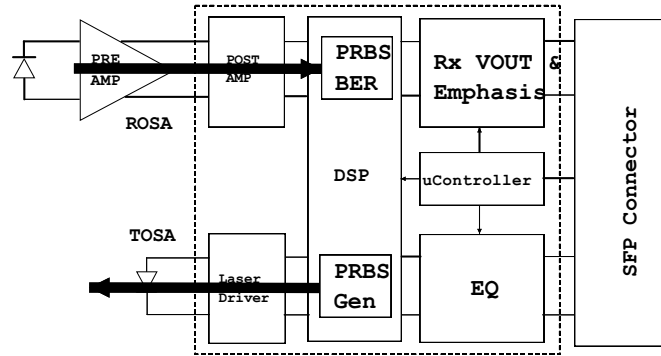 PRE
AMP
ROSA
POST
AMP
PRBS
BER
Rx VOUT &
Emphasis
DSP
uController
SFP Connector
TOSA
Laser
Driver
PRBS
Gen
EQ